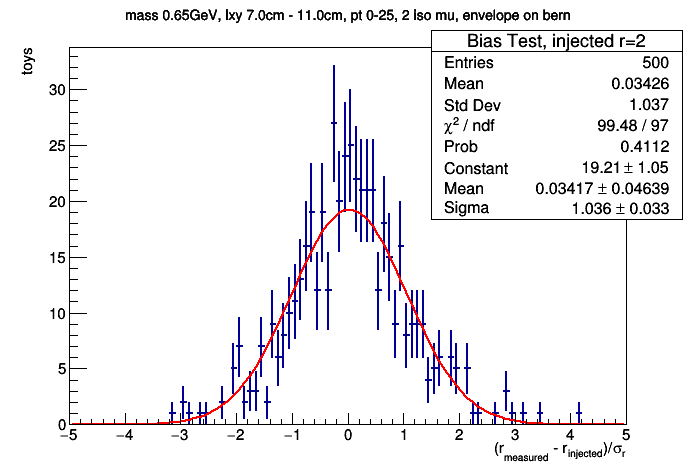 mass 0.65GeV, lxy 7.0cm - 11.0cm, pt 0-25, 2 Iso mu, envelope on bern
Bias Test, injected r=2
Entries 500
Mean 0.03426
Std Dev 1.037
χ² / ndf 99.48 / 97
Prob 0.4112
Constant 19.21 ± 1.05
Mean 0.03417 ± 0.04639
Sigma 1.036 ± 0.033
toys
30
25
20
15
10
5
0
−5 −4 −3 −2 −1 0 1 2 3 4 5
(r_measured - r_injected)/σ_r